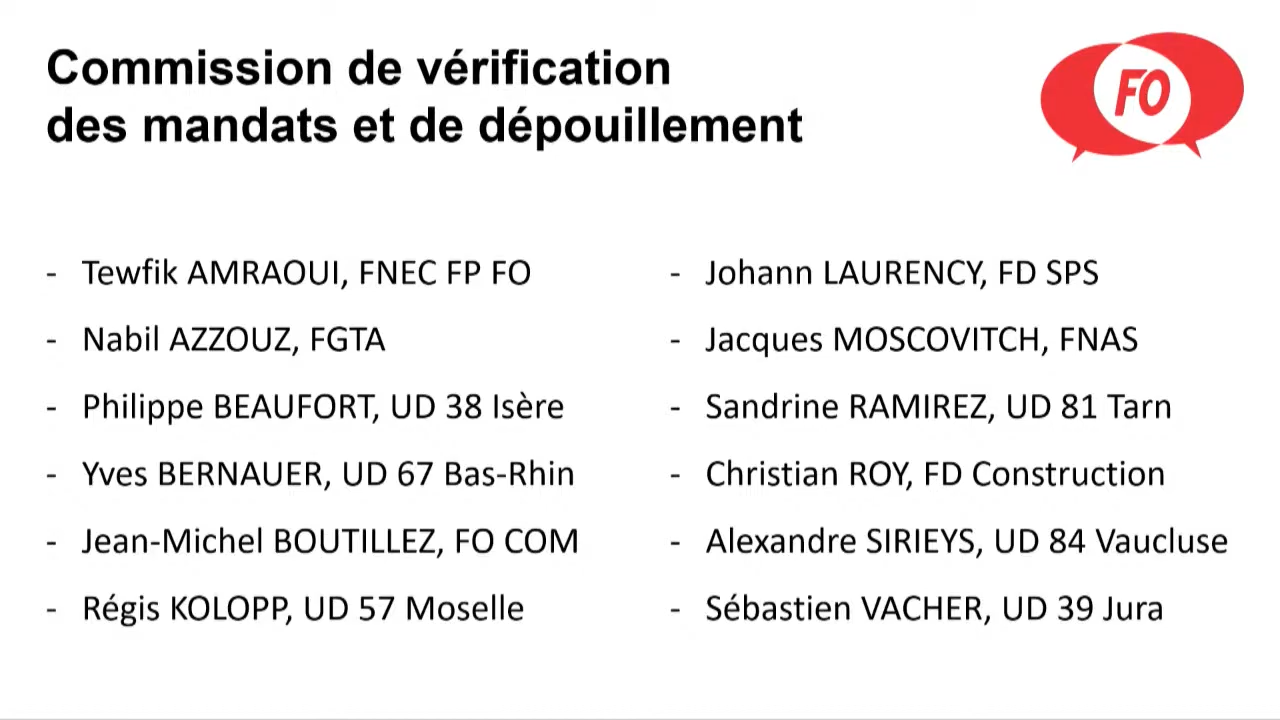 Commission de vérification
des mandats et de dépouillement
FO
- Tewfik AMRAOUI, FNEC FP FO
- Nabil AZZOUZ, FGTA
- Philippe BEAUFORT, UD 38 Isère
- Yves BERNAUER, UD 67 Bas-Rhin
- Jean-Michel BOUTILLEZ, FO COM
- Régis KOLOPP, UD 57 Moselle
- Johann LAURENCY, FD SPS
- Jacques MOSCOVITCH, FNAS
- Sandrine RAMIREZ, UD 81 Tarn
- Christian ROY, FD Construction
- Alexandre SIRIEYS, UD 84 Vaucluse
- Sébastien VACHER, UD 39 Jura